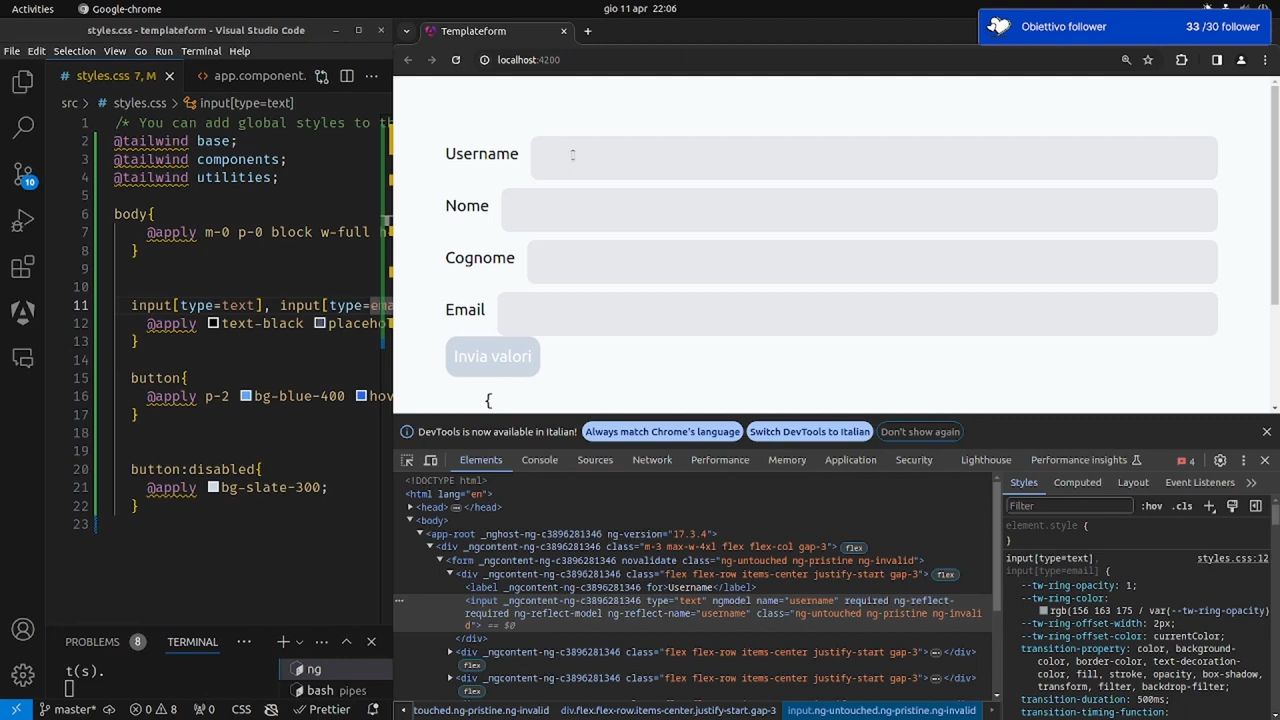 Activities
Google-chrome
gio 11 apr 22:06
Obiettivo follower
33 /30 follower
styles.css - templateform - Visual Studio Code
Templateform
File Edit Selection View Go Run Terminal Help
localhost:4200
styles.css 7, M
app.component.
src > styles.css > input[type=text]
1 /* You can add global styles to th
2 @tailwind base;
3 @tailwind components;
4 @tailwind utilities;
5
6 body{
7 @apply m-0 p-0 block w-full h
8 }
9
10
11 input[type=text], input[type=ema
12 @apply text-black placeho
13 }
14
15 button{
16 @apply p-2 bg-blue-400 hov
17 }
18
19
20 button:disabled{
21 @apply bg-slate-300;
22 }
23
10
PROBLEMS 8 TERMINAL
t(s).
ng
bash pipes
master* 0 8 0 CSS Prettier
Username
Nome
Cognome
Email
Invia valori
{
DevTools is now available in Italian! Always match Chrome's language Switch DevTools to Italian Don't show again
Elements Console Sources Network Performance Memory Application Security Lighthouse Performance insights 4
<!DOCTYPE html>
<html lang="en">
<head> </head>
<body>
<app-root _nghost-ng-c3896281346 ng-version="17.3.4">
<div _ngcontent-ng-c3896281346 class="m-3 max-w-4xl flex flex-col gap-3"> flex
<form _ngcontent-ng-c3896281346 novalidate class="ng-untouched ng-pristine ng-invalid">
<div _ngcontent-ng-c3896281346 class="flex flex-row items-center justify-start gap-3"> flex
<label _ngcontent-ng-c3896281346 for>Username</label>
<input _ngcontent-ng-c3896281346 type="text" ngmodel name="username" required ng-reflect-
required ng-reflect-model ng-reflect-name="username" class="ng-untouched ng-pristine ng-invali
d"> == $0
</div>
<div _ngcontent-ng-c3896281346 class="flex flex-row items-center justify-start gap-3"> </div>
flex
<div _ngcontent-ng-c3896281346 class="flex flex-row items-center justify-start gap-3"> </div>
flex
touched.ng-pristine.ng-invalid div.flex.flex-row.items-center.justify-start.gap-3 input.ng-untouched.ng-pristine.ng-invalid
Styles Computed Layout Event Listeners
Filter :hov .cls
element.style {
}
input[type=text], styles.css:12
input[type=email] {
--tw-ring-opacity: 1;
--tw-ring-color:
rgb(156 163 175 / var(--tw-ring-opacity)
--tw-ring-offset-width: 2px;
--tw-ring-offset-color: currentColor;
transition-property: color, background-
color, border-color, text-decoration-
color, fill, stroke, opacity, box-shadow,
transform, filter, backdrop-filter;
transition-duration: 500ms;
transition-timing-function: